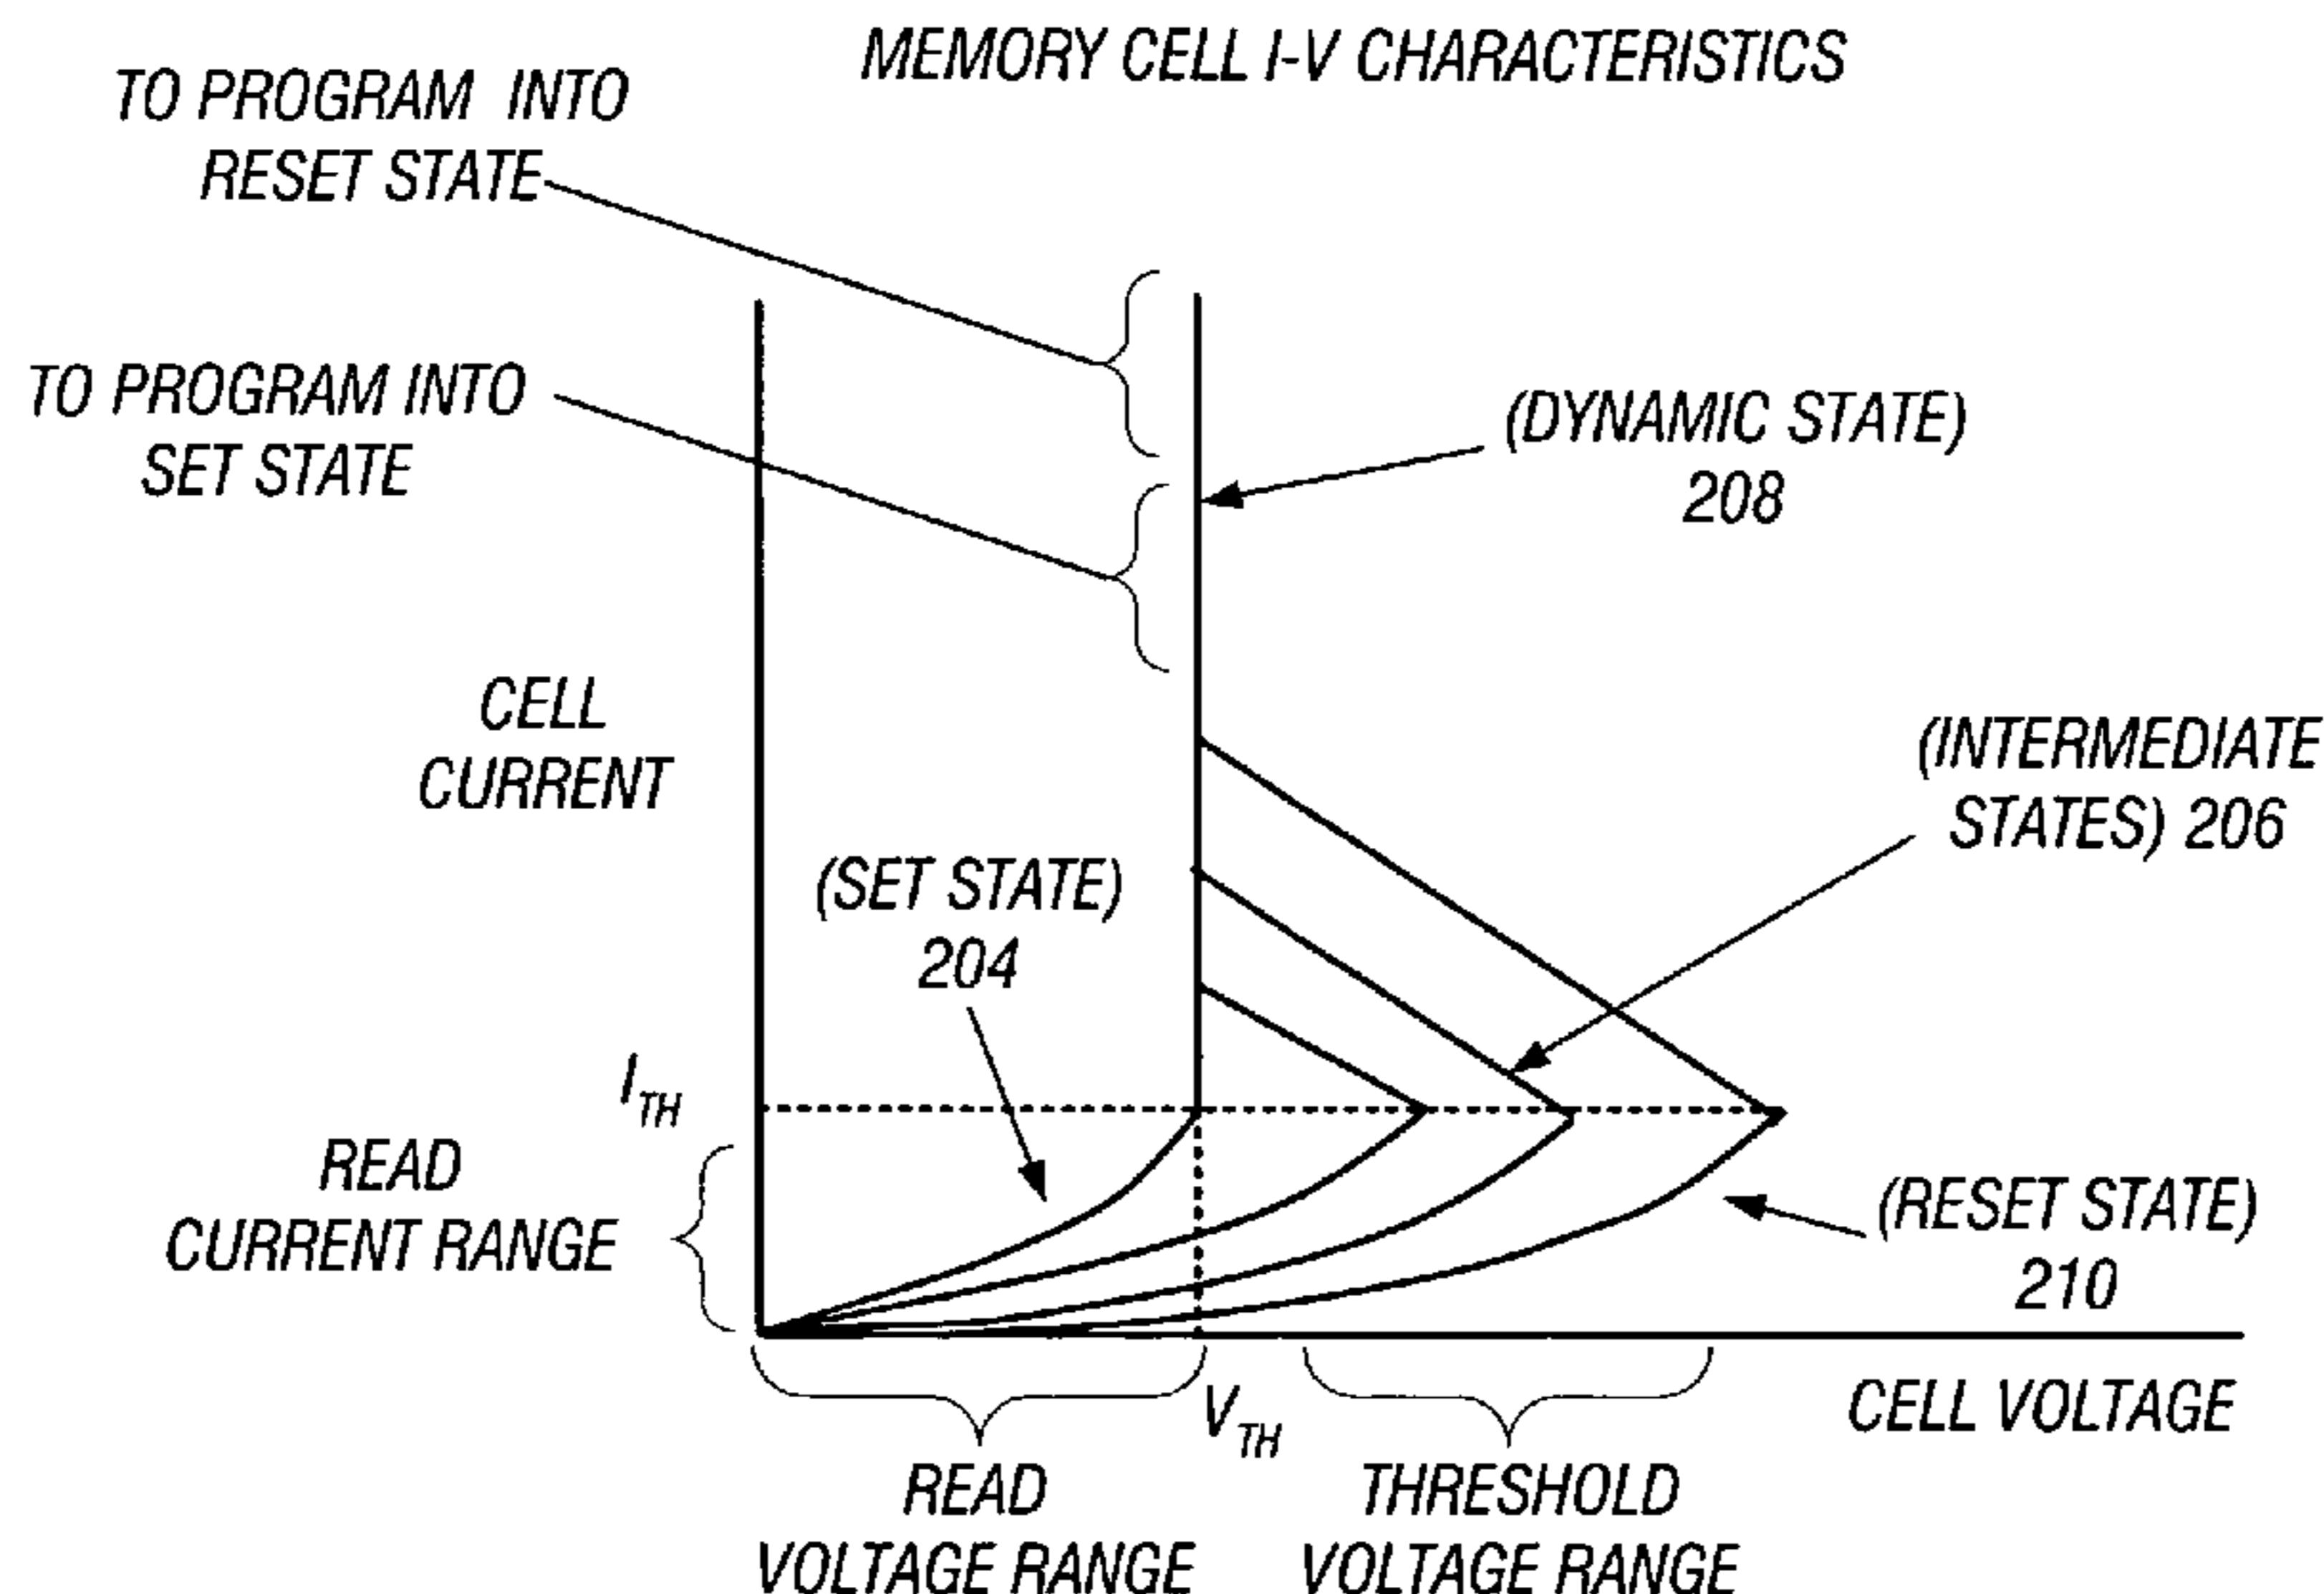 MEMORY CELL I-V CHARACTERISTICS
TO PROGRAM INTO
RESET STATE
TO PROGRAM INTO
SET STATE
(DYNAMIC STATE)
208
CELL
CURRENT
(INTERMEDIATE
STATES) 206
(SET STATE)
204
I_TH
READ
CURRENT RANGE
(RESET STATE)
210
V_TH
CELL VOLTAGE
READ
VOLTAGE RANGE
THRESHOLD
VOLTAGE RANGE